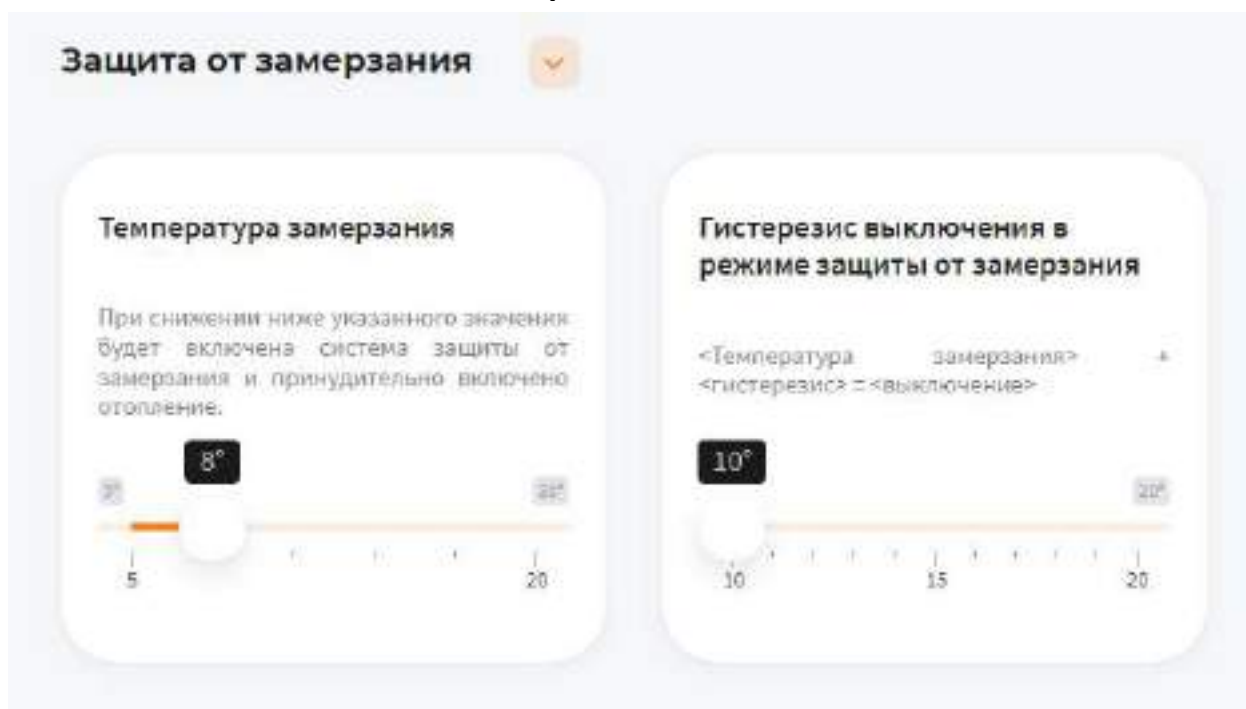 Защита от замерзания
Температура замерзания
При снижении ниже указанного значения
будет включена система защиты от
замерзания и принудительно включено
отопление.
8°
5
20
Гистерезис выключения в
режиме защиты от замерзания
<Температура замерзания> +
<гистерезис> = <выключение>
10°
20°
10
15
20